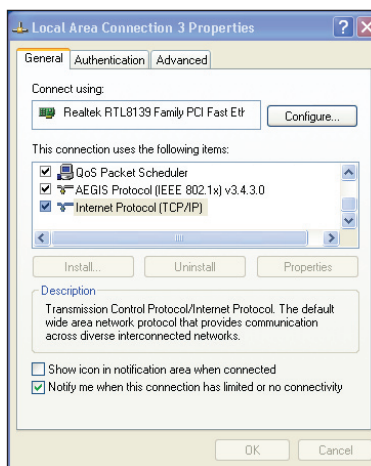 Local Area Connection 3 Properties
General Authentication Advanced
Connect using:
Realtek RTL8139 Family PCI Fast Eth
Configure...
This connection uses the following items:
QoS Packet Scheduler
AEGIS Protocol (IEEE 802.1x) v3.4.3.0
Internet Protocol (TCP/IP)
Install... Uninstall Properties
Description
Transmission Control Protocol/Internet Protocol. The default
wide area network protocol that provides communication
across diverse interconnected networks.
Show icon in notification area when connected
Notify me when this connection has limited or no connectivity
OK Cancel